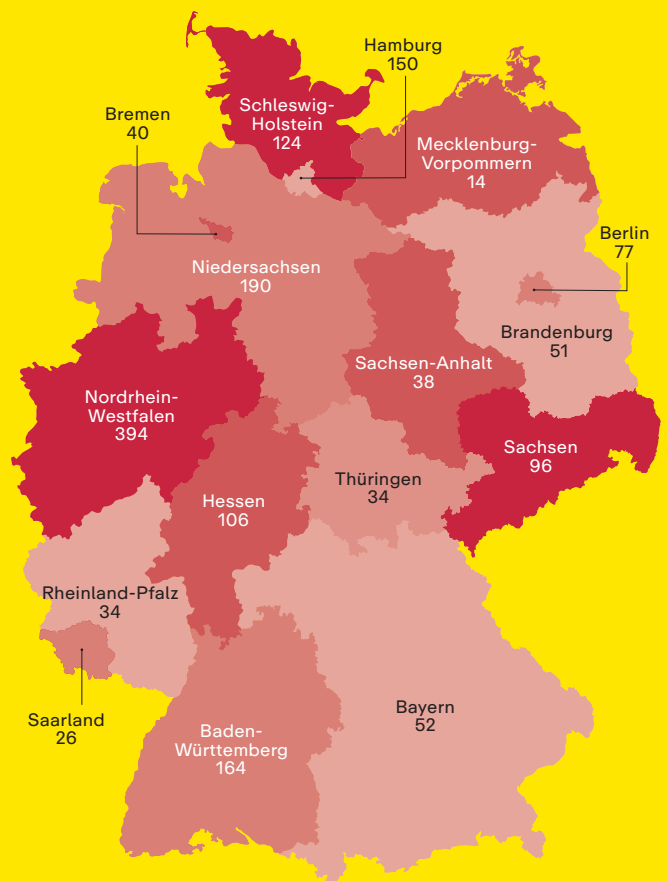 Hamburg
150
Schleswig-
Holstein
124
Bremen
40
Mecklenburg-
Vorpommern
14
Berlin
77
Niedersachsen
190
Brandenburg
51
Sachsen-Anhalt
38
Nordrhein-
Westfalen
394
Sachsen
96
Thüringen
34
Hessen
106
Rheinland-Pfalz
34
Saarland
26
Baden-
Württemberg
164
Bayern
52